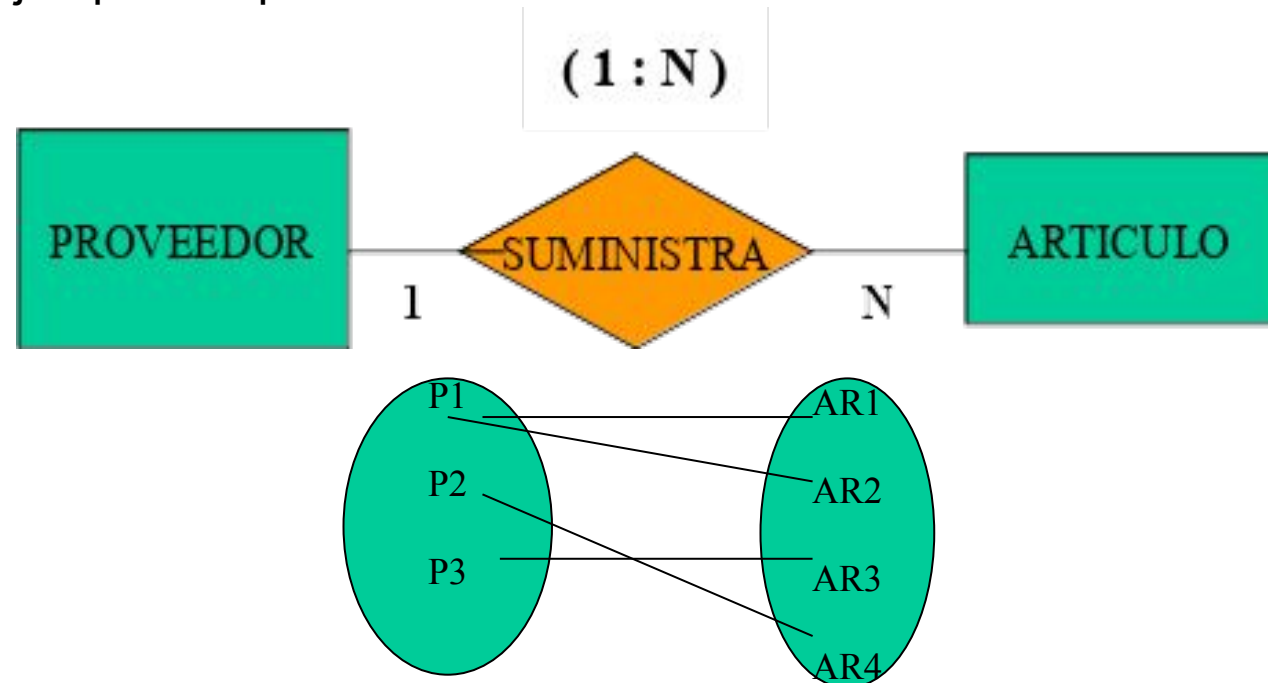 ( 1 : N )
PROVEEDOR
SUMINISTRA
ARTICULO
1
N
P1
AR1
P2
AR2
P3
AR3
AR4